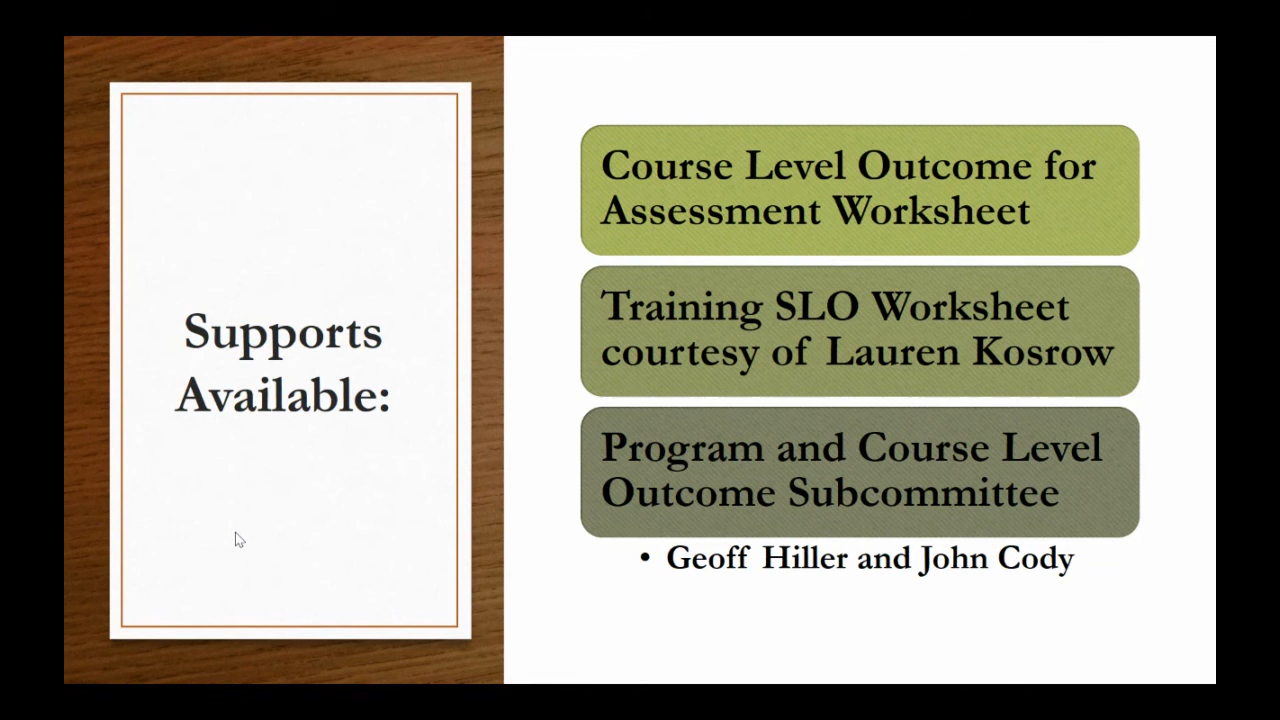 Supports
Available:
Course Level Outcome for
Assessment Worksheet
Training SLO Worksheet
courtesy of Lauren Kosrow
Program and Course Level
Outcome Subcommittee
• Geoff Hiller and John Cody